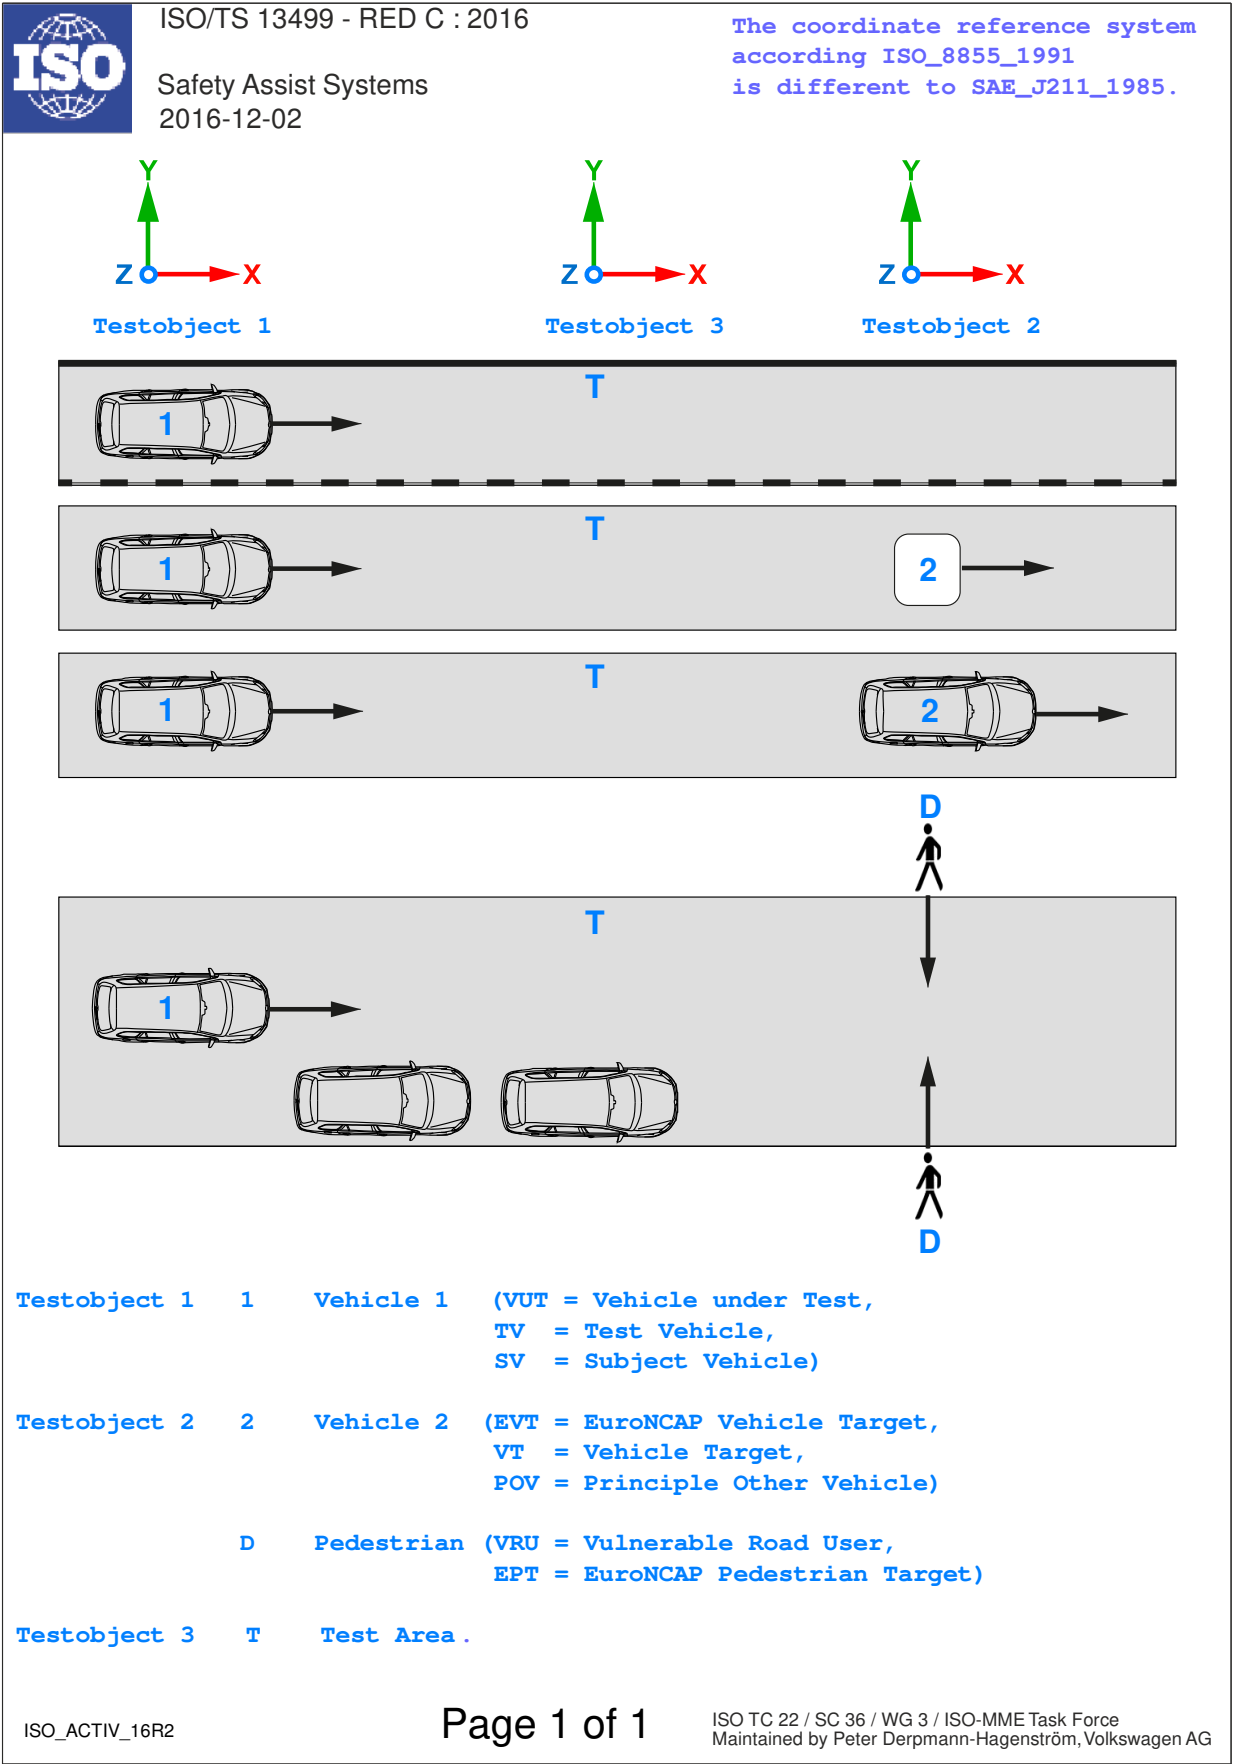 ISO
ISO/TS 13499 - RED C : 2016
Safety Assist Systems
2016-12-02
The coordinate reference system
according ISO_8855_1991
is different to SAE_J211_1985.
Y Y Y
Z X Z X Z X
Testobject 1 Testobject 3 Testobject 2
T
1
T
1 2
T
1 2
D
T
1
D
Testobject 1 1 Vehicle 1 (VUT = Vehicle under Test,
TV = Test Vehicle,
SV = Subject Vehicle)
Testobject 2 2 Vehicle 2 (EVT = EuroNCAP Vehicle Target,
VT = Vehicle Target,
POV = Principle Other Vehicle)
D Pedestrian (VRU = Vulnerable Road User,
EPT = EuroNCAP Pedestrian Target)
Testobject 3 T Test Area.
ISO_ACTIV_16R2
Page 1 of 1
ISO TC 22 / SC 36 / WG 3 / ISO-MME Task Force
Maintained by Peter Derpmann-Hagenström, Volkswagen AG